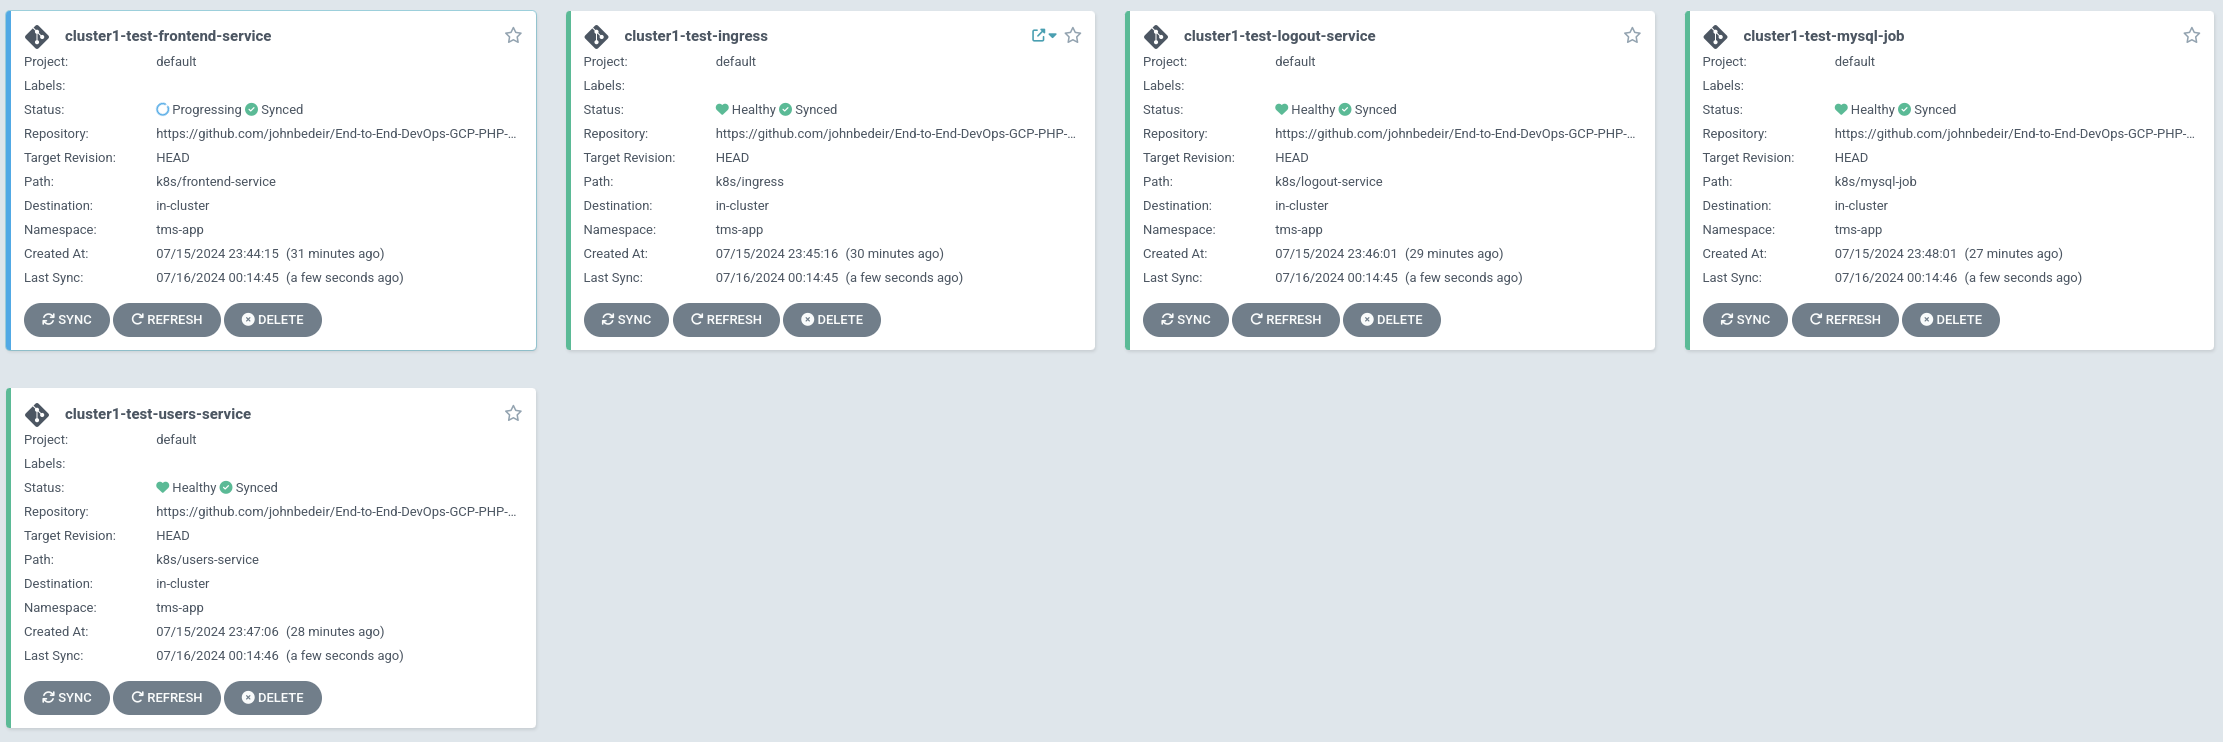 cluster1-test-frontend-service
Project: default
Labels:
Status: Progressing Synced
Repository: https://github.com/johnbedeir/End-to-End-DevOps-GCP-PHP-...
Target Revision: HEAD
Path: k8s/frontend-service
Destination: in-cluster
Namespace: tms-app
Created At: 07/15/2024 23:44:15 (31 minutes ago)
Last Sync: 07/16/2024 00:14:45 (a few seconds ago)
SYNC REFRESH DELETE
cluster1-test-ingress
Project: default
Labels:
Status: Healthy Synced
Repository: https://github.com/johnbedeir/End-to-End-DevOps-GCP-PHP-...
Target Revision: HEAD
Path: k8s/ingress
Destination: in-cluster
Namespace: tms-app
Created At: 07/15/2024 23:45:16 (30 minutes ago)
Last Sync: 07/16/2024 00:14:45 (a few seconds ago)
SYNC REFRESH DELETE
cluster1-test-logout-service
Project: default
Labels:
Status: Healthy Synced
Repository: https://github.com/johnbedeir/End-to-End-DevOps-GCP-PHP-...
Target Revision: HEAD
Path: k8s/logout-service
Destination: in-cluster
Namespace: tms-app
Created At: 07/15/2024 23:46:01 (29 minutes ago)
Last Sync: 07/16/2024 00:14:45 (a few seconds ago)
SYNC REFRESH DELETE
cluster1-test-mysql-job
Project: default
Labels:
Status: Healthy Synced
Repository: https://github.com/johnbedeir/End-to-End-DevOps-GCP-PHP-...
Target Revision: HEAD
Path: k8s/mysql-job
Destination: in-cluster
Namespace: tms-app
Created At: 07/15/2024 23:48:01 (27 minutes ago)
Last Sync: 07/16/2024 00:14:46 (a few seconds ago)
SYNC REFRESH DELETE
cluster1-test-users-service
Project: default
Labels:
Status: Healthy Synced
Repository: https://github.com/johnbedeir/End-to-End-DevOps-GCP-PHP-...
Target Revision: HEAD
Path: k8s/users-service
Destination: in-cluster
Namespace: tms-app
Created At: 07/15/2024 23:47:06 (28 minutes ago)
Last Sync: 07/16/2024 00:14:46 (a few seconds ago)
SYNC REFRESH DELETE